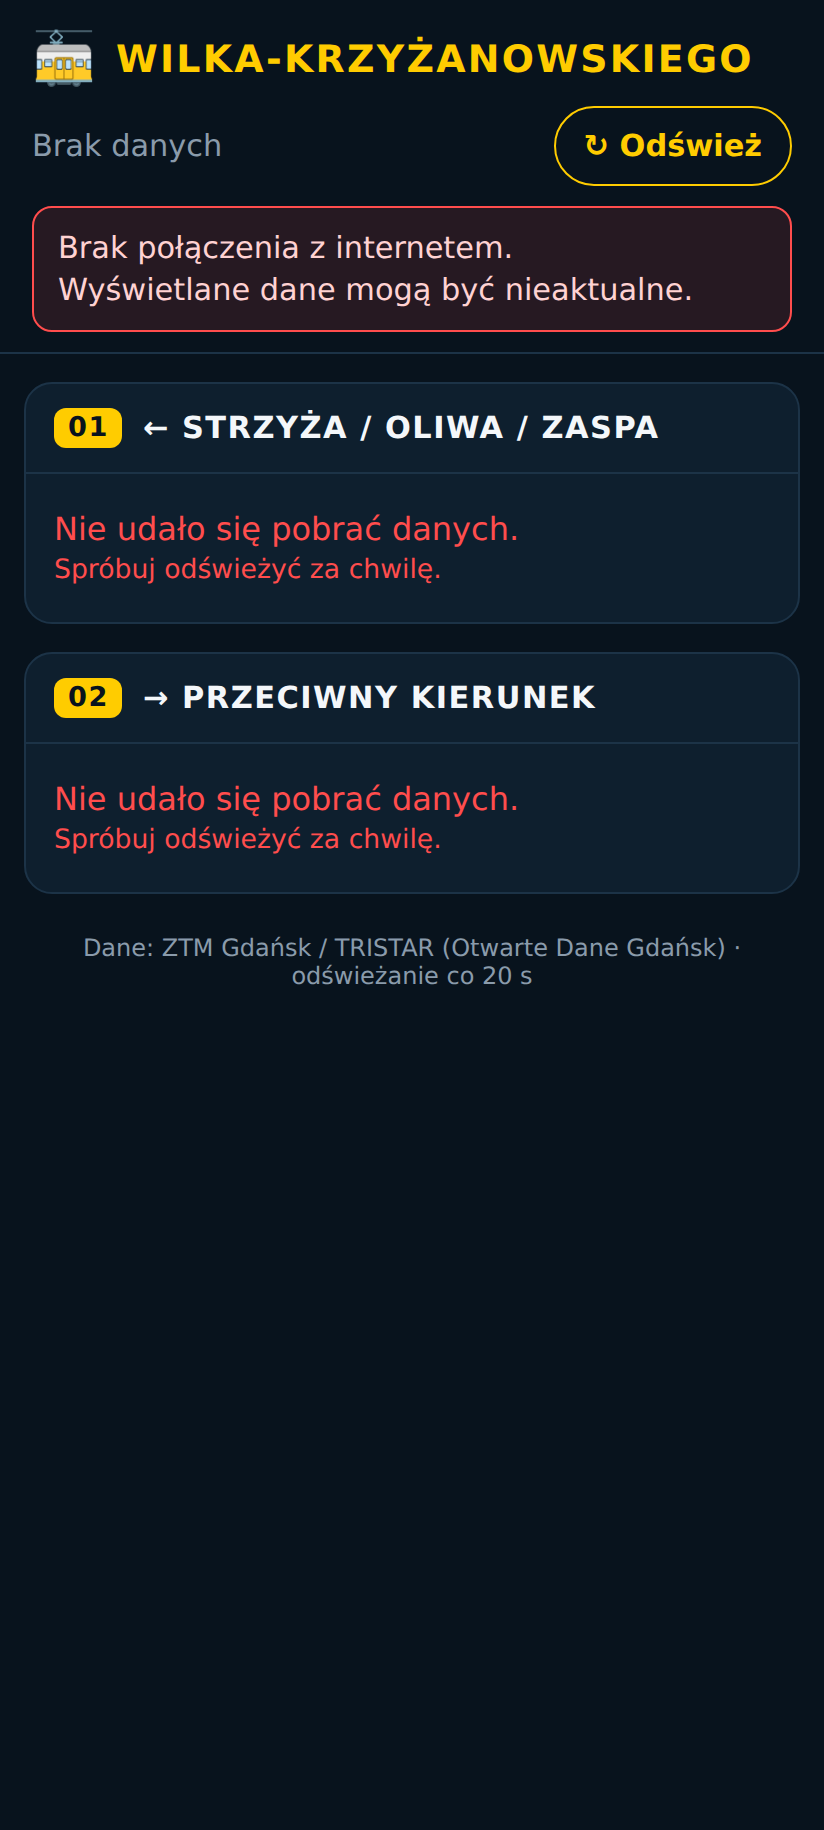 WILKA-KRZYŻANOWSKIEGO
Brak danych
↻ Odśwież
Brak połączenia z internetem.
Wyświetlane dane mogą być nieaktualne.
01 ← STRZYŻA / OLIWA / ZASPA
Nie udało się pobrać danych.
Spróbuj odświeżyć za chwilę.
02 → PRZECIWNY KIERUNEK
Nie udało się pobrać danych.
Spróbuj odświeżyć za chwilę.
Dane: ZTM Gdańsk / TRISTAR (Otwarte Dane Gdańsk) ·
odświeżanie co 20 s